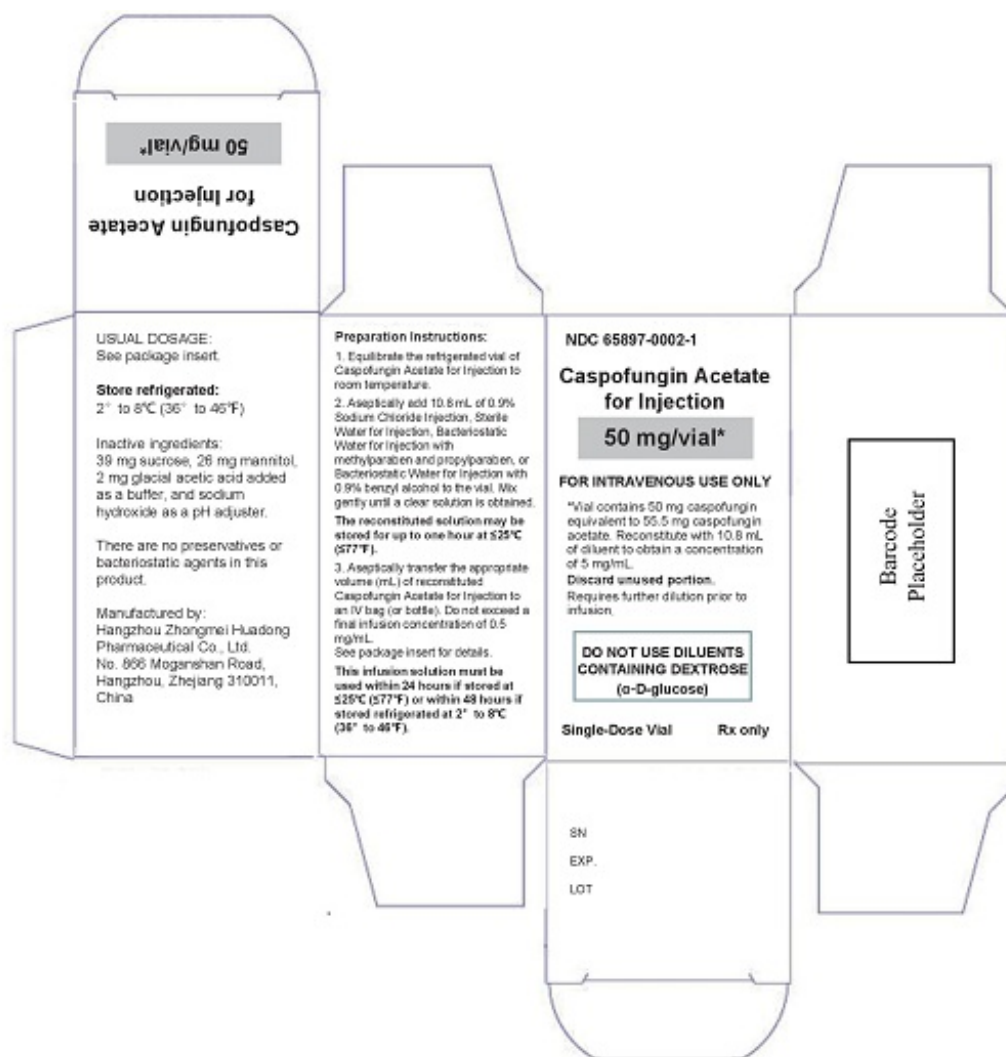 50 mg/vial*
Caspofungin Acetate
for Injection
USUAL DOSAGE:
See package insert.
Store refrigerated:
2° to 8℃ (36° to 46℉)
Inactive ingredients:
39 mg sucrose, 26 mg mannitol,
2 mg glacial acetic acid added
as a buffer, and sodium
hydroxide as a pH adjuster.
There are no preservatives or
bacteriostatic agents in this
product.
Manufactured by:
Hangzhou Zhongmei Huadong
Pharmaceutical Co., Ltd.
No. 866 Moganshan Road,
Hangzhou, Zhejiang 310011,
China
Preparation Instructions:
1. Equilibrate the refrigerated vial of
Caspofungin Acetate for Injection to
room temperature.
2. Aseptically add 10.8 mL of 0.9%
Sodium Chloride Injection, Sterile
Water for Injection, Bacteriostatic
Water for Injection with
methylparaben and propylparaben, or
Bacteriostatic Water for Injection with
0.9% benzyl alcohol to the vial. Mix
gently until a clear solution is obtained.
The reconstituted solution may be
stored for up to one hour at ≤25℃
(≤77℉).
3. Aseptically transfer the appropriate
volume (mL) of reconstituted
Caspofungin Acetate for Injection to
an IV bag (or bottle). Do not exceed a
final infusion concentration of 0.5
mg/mL.
See package insert for details.
This infusion solution must be
used within 24 hours if stored at
≤25℃ (≤77℉) or within 48 hours if
stored refrigerated at 2° to 8℃
(36° to 46℉).
NDC 65897-0002-1
Caspofungin Acetate
for Injection
50 mg/vial*
FOR INTRAVENOUS USE ONLY
*Vial contains 50 mg caspofungin
equivalent to 55.5 mg caspofungin
acetate. Reconstitute with 10.8 mL
of diluent to obtain a concentration
of 5 mg/mL.
Discard unused portion.
Requires further dilution prior to
infusion.
DO NOT USE DILUENTS
CONTAINING DEXTROSE
(α-D-glucose)
Single-Dose Vial Rx only
SN
EXP.
LOT
Barcode
Placeholder